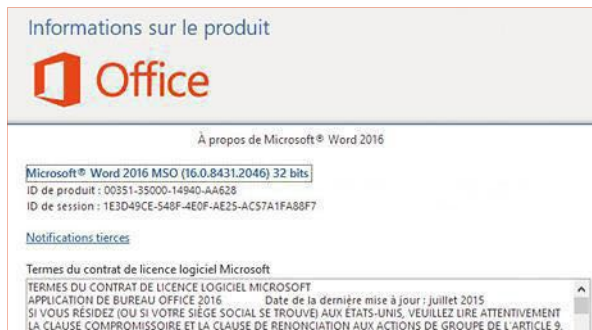 Informations sur le produit
Office
À propos de Microsoft® Word 2016
Microsoft® Word 2016 MSO (16.0.8431.2046) 32 bits
ID de produit : 00351-35000-14940-AA628
ID de session : 1E3D49CE-548F-4E0F-AE25-AC57A1FA88F7
Notifications tierces
Termes du contrat de licence logiciel Microsoft
TERMES DU CONTRAT DE LICENCE LOGICIEL MICROSOFT
APPLICATION DE BUREAU OFFICE 2016 Date de la dernière mise à jour : juillet 2015
SI VOUS RÉSIDEZ (OU SI VOTRE SIÈGE SOCIAL SE TROUVE) AUX ÉTATS-UNIS, VEUILLEZ LIRE ATTENTIVEMENT
LA CLAUSE COMPROMISSOIRE ET LA CLAUSE DE RENONCIATION AUX ACTIONS DE GROUPE DE L'ARTICLE 9.